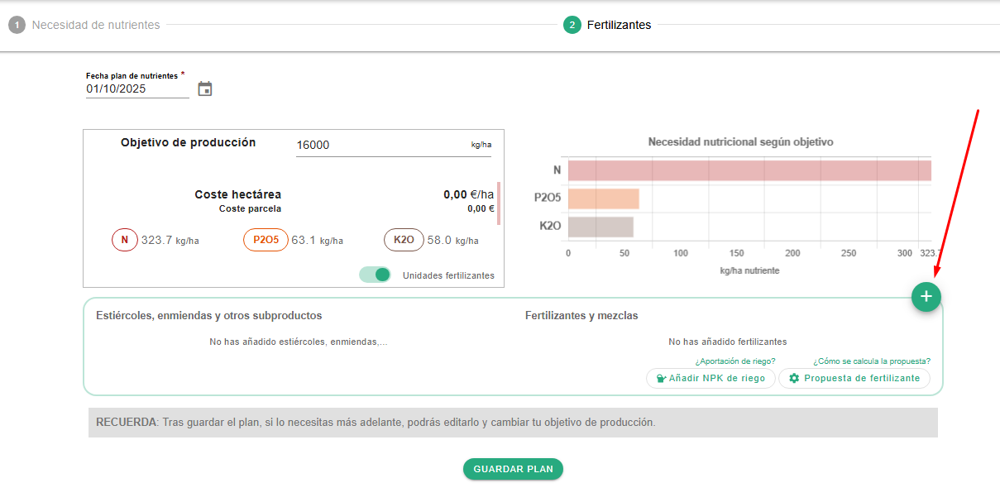 1 Necesidad de nutrientes
2 Fertilizantes
Fecha plan de nutrientes *
01/10/2025
Objetivo de producción 16000 kg/ha
Coste hectárea 0,00 €/ha
Coste parcela 0,00 €
N 323.7 kg/ha P2O5 63.1 kg/ha K2O 58.0 kg/ha
Unidades fertilizantes
Necesidad nutricional según objetivo
N
P2O5
K2O
0 50 100 150 200 250 300 323.7
kg/ha nutriente
+
Estiércoles, enmiendas y otros subproductos
No has añadido estiércoles, enmiendas,...
Fertilizantes y mezclas
No has añadido fertilizantes
¿Aportación de riego? ¿Cómo se calcula la propuesta?
Añadir NPK de riego Propuesta de fertilizante
RECUERDA: Tras guardar el plan, si lo necesitas más adelante, podrás editarlo y cambiar tu objetivo de producción.
GUARDAR PLAN